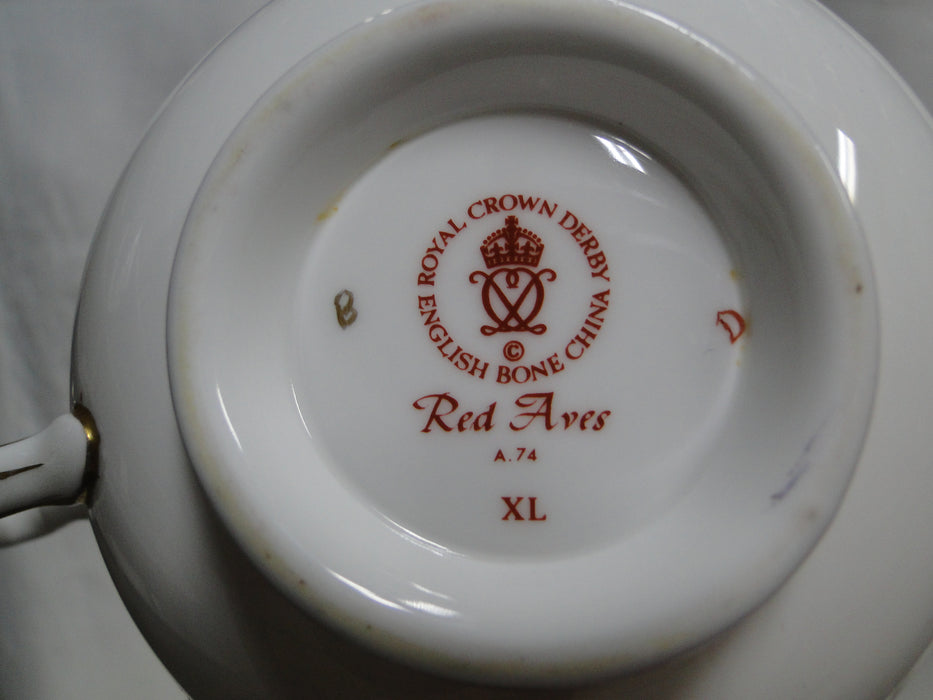 ROYAL CROWN DERBY
ENGLISH BONE CHINA
©
Red Aves
A.74
XL
B
D